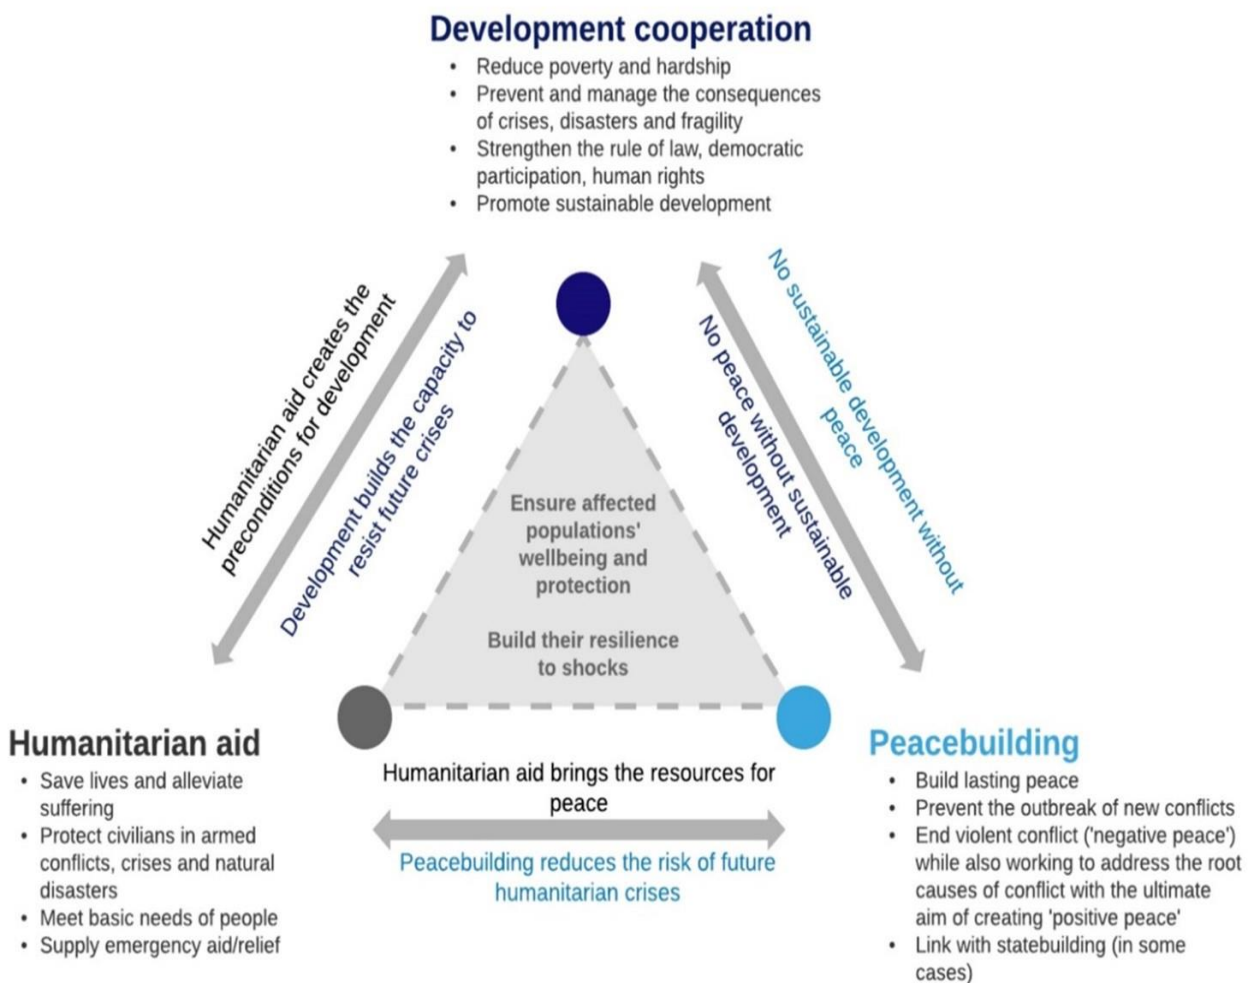 Development cooperation
• Reduce poverty and hardship
• Prevent and manage the consequences
of crises, disasters and fragility
• Strengthen the rule of law, democratic
participation, human rights
• Promote sustainable development
Humanitarian aid creates the
preconditions for development
Development builds the capacity to
resist future crises
No sustainable development without
peace
No peace without sustainable
development
Ensure affected
populations'
wellbeing and
protection
Build their resilience
to shocks
Humanitarian aid
• Save lives and alleviate
suffering
• Protect civilians in armed
conflicts, crises and natural
disasters
• Meet basic needs of people
• Supply emergency aid/relief
Humanitarian aid brings the resources for
peace
Peacebuilding reduces the risk of future
humanitarian crises
Peacebuilding
• Build lasting peace
• Prevent the outbreak of new conflicts
• End violent conflict ('negative peace')
while also working to address the root
causes of conflict with the ultimate
aim of creating 'positive peace'
• Link with statebuilding (in some
cases)